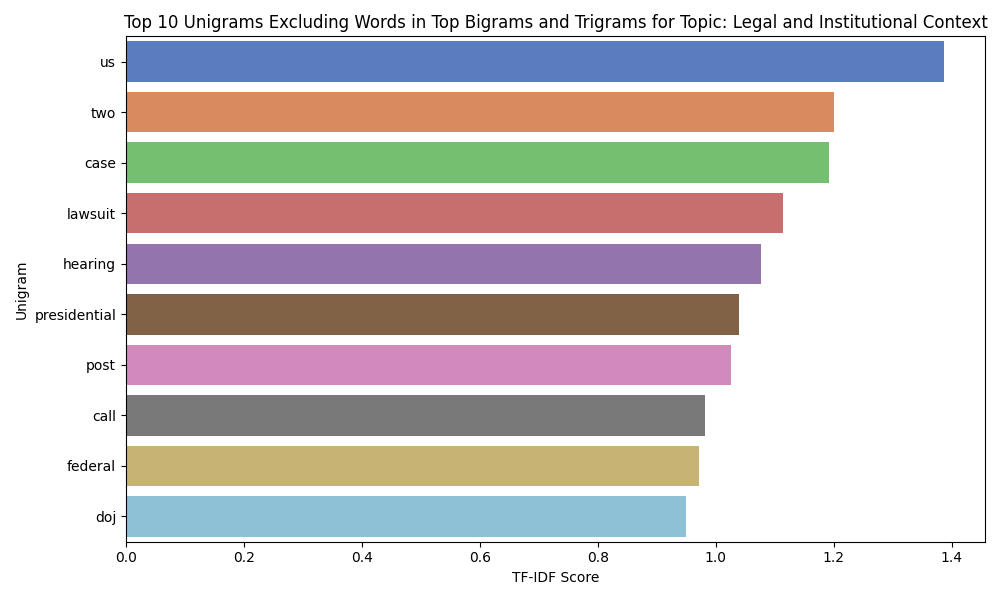 Top 10 Unigrams Excluding Words in Top Bigrams and Trigrams for Topic: Legal and Institutional Context
us
two
case
lawsuit
hearing
presidential
post
call
federal
doj
Unigram
0.0 0.2 0.4 0.6 0.8 1.0 1.2 1.4
TF-IDF Score